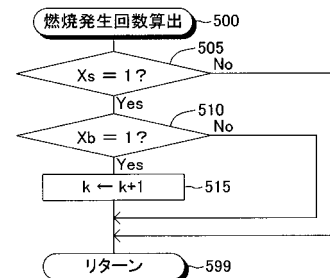 燃焼発生回数算出 500
505
Xs = 1? No
Yes
510
Xb = 1? No
Yes
k ← k+1 515
リターン 599